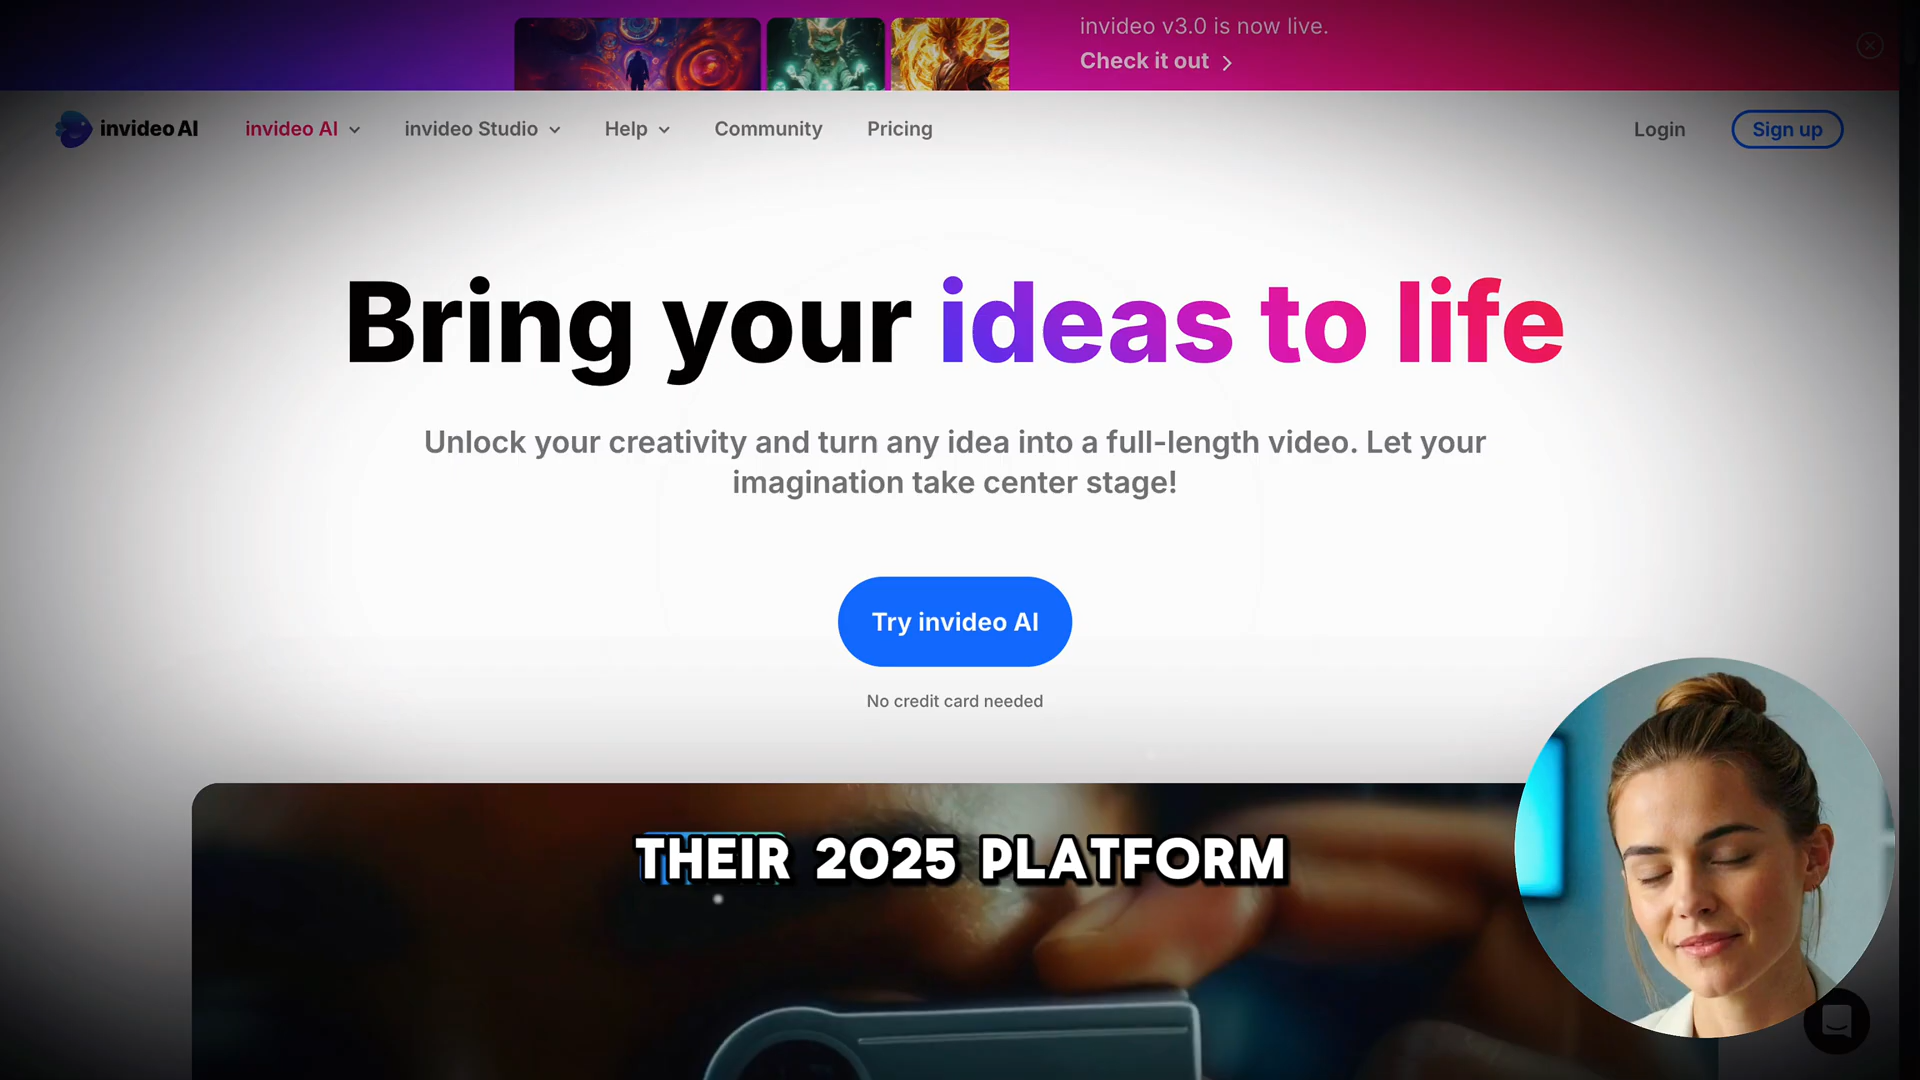 invideo v3.0 is now live.
Check it out
invideo AI
invideo AI
invideo Studio
Help
Community
Pricing
Login
Sign up
Bring your ideas to life
Unlock your creativity and turn any idea into a full-length video. Let your
imagination take center stage!
Try invideo AI
No credit card needed
THEIR 2025 PLATFORM